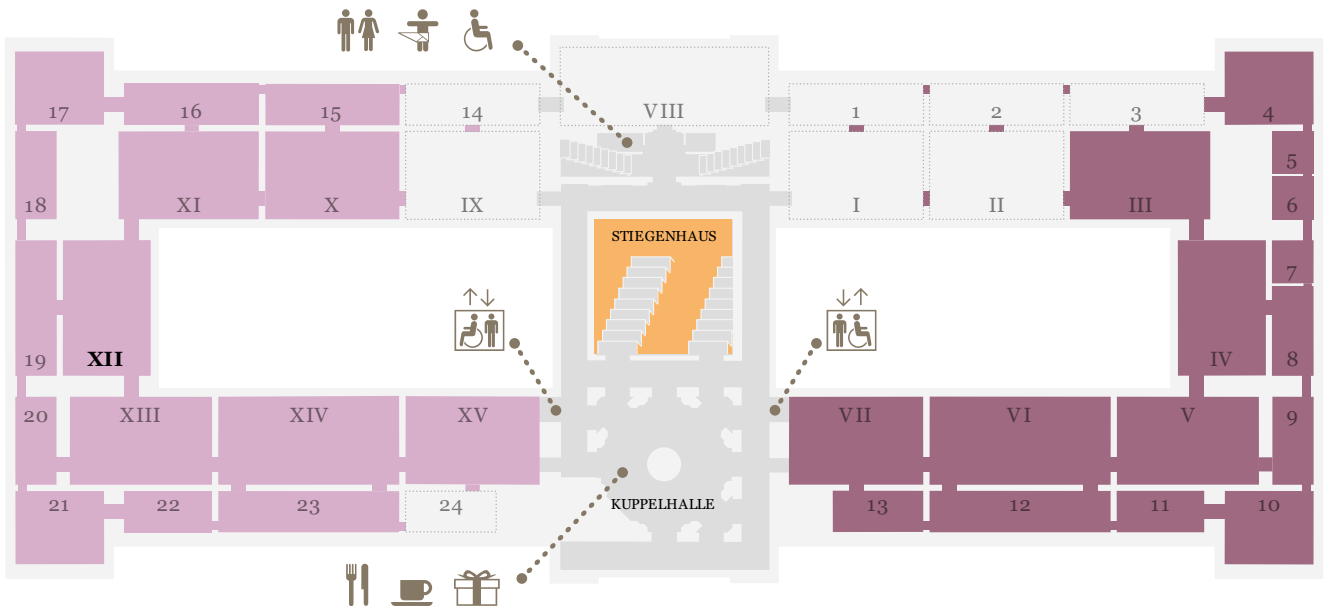 17
16
15
14
VIII
1
2
3
4
5
18
XI
X
IX
I
II
III
6
STIEGENHAUS
7
19
XII
IV
8
20
XIII
XIV
XV
VII
VI
V
9
21
22
23
24
KUPPELHALLE
13
12
11
10